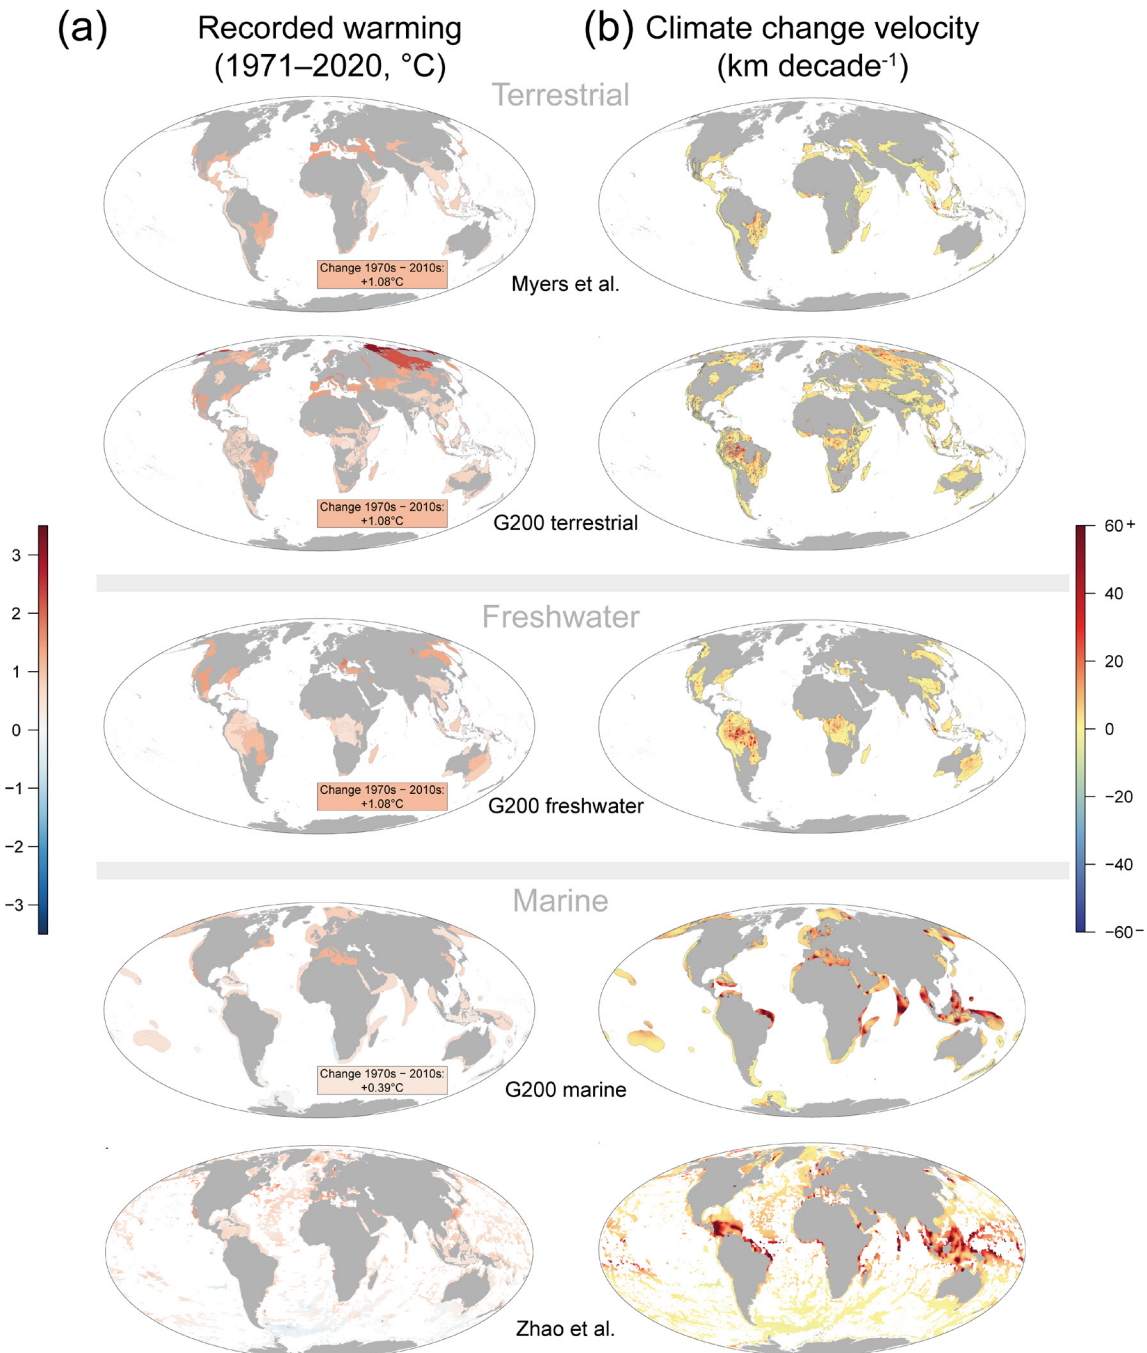 (a) Recorded warming (b) Climate change velocity
(1971–2020, °C) (km decade-1)
Terrestrial
Change 1970s − 2010s:
+1.08°C
Myers et al.
Change 1970s − 2010s:
+1.08°C
G200 terrestrial
3
2
1
0
−1
−2
−3
60+
40
20
0
−20
−40
−60−
Freshwater
Change 1970s − 2010s:
+1.08°C
G200 freshwater
Marine
Change 1970s − 2010s:
+0.39°C
G200 marine
Zhao et al.